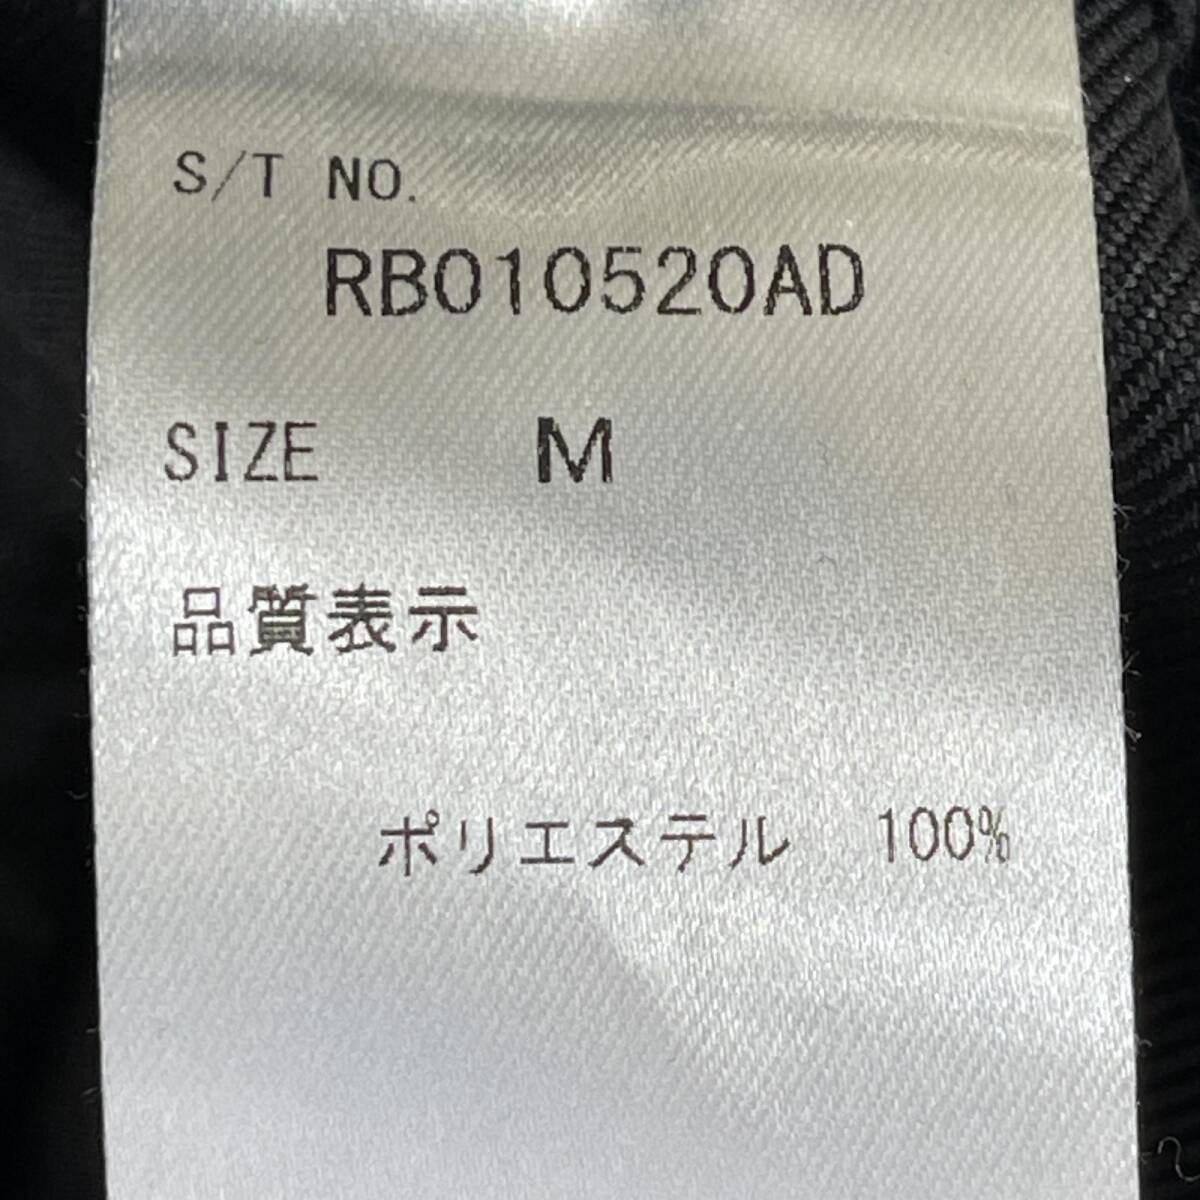 S/T NO.
RB010520AD
SIZE M
品質表示
ポリエステル 100%